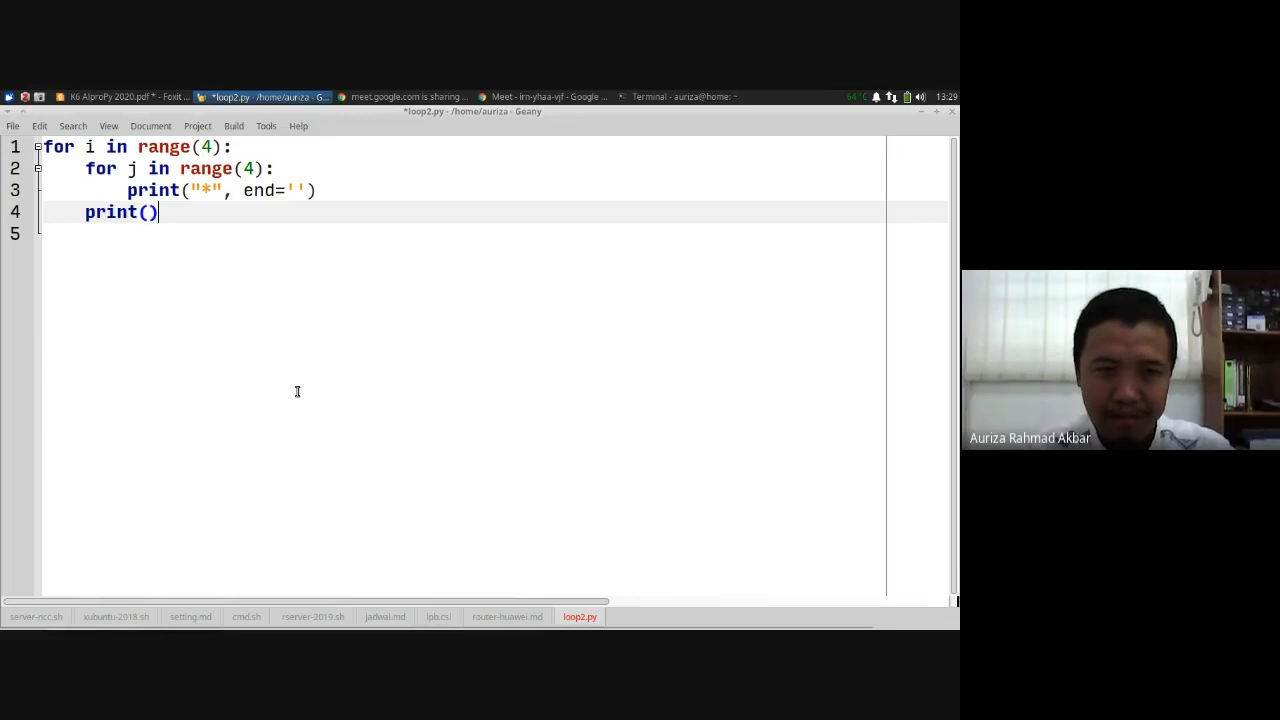 K6 AlproPy 2020.pdf * - Foxit ...
*loop2.py - /home/auriza - G...
meet.google.com is sharing ...
Meet - irn-yhaa-vjf - Google ...
Terminal - auriza@home: ~
64 °C
13:29
*loop2.py - /home/auriza - Geany
File Edit Search View Document Project Build Tools Help
1 for i in range(4):
2 for j in range(4):
3 print("*", end='')
4 print()
5
Auriza Rahmad Akbar
server-ncc.sh xubuntu-2018.sh setting.md cmd.sh rserver-2019.sh jadwal.md ipb.csl router-huawei.md loop2.py